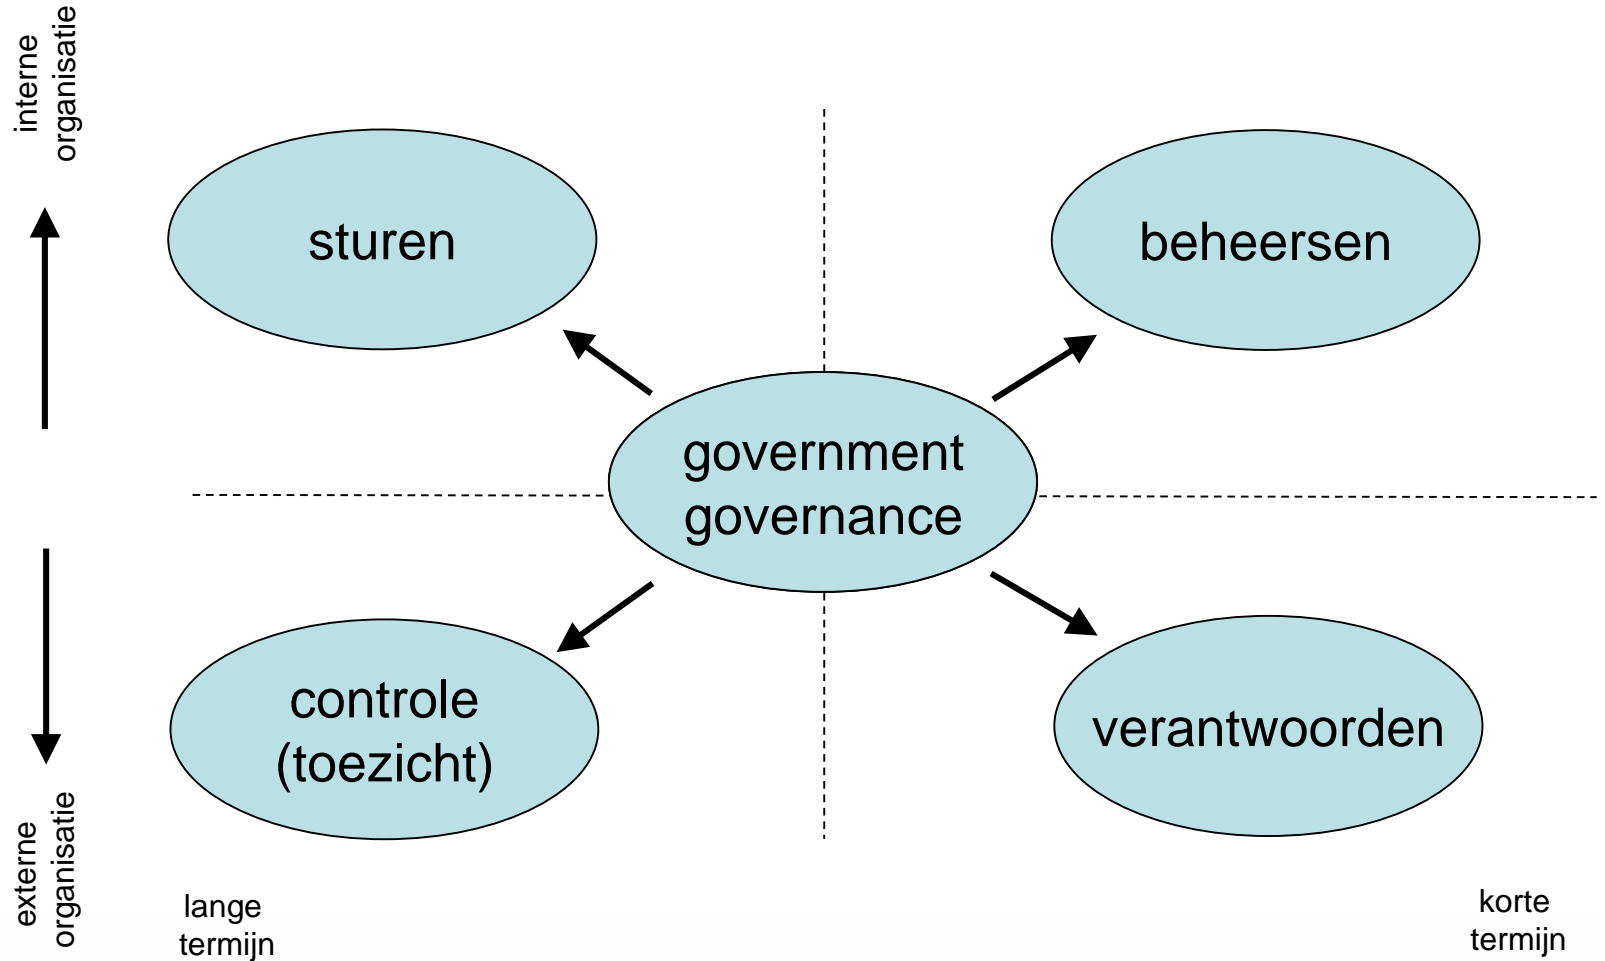 interne
organisatie
sturen
beheersen
government
governance
controle
(toezicht)
verantwoorden
externe
organisatie
lange
termijn
korte
termijn